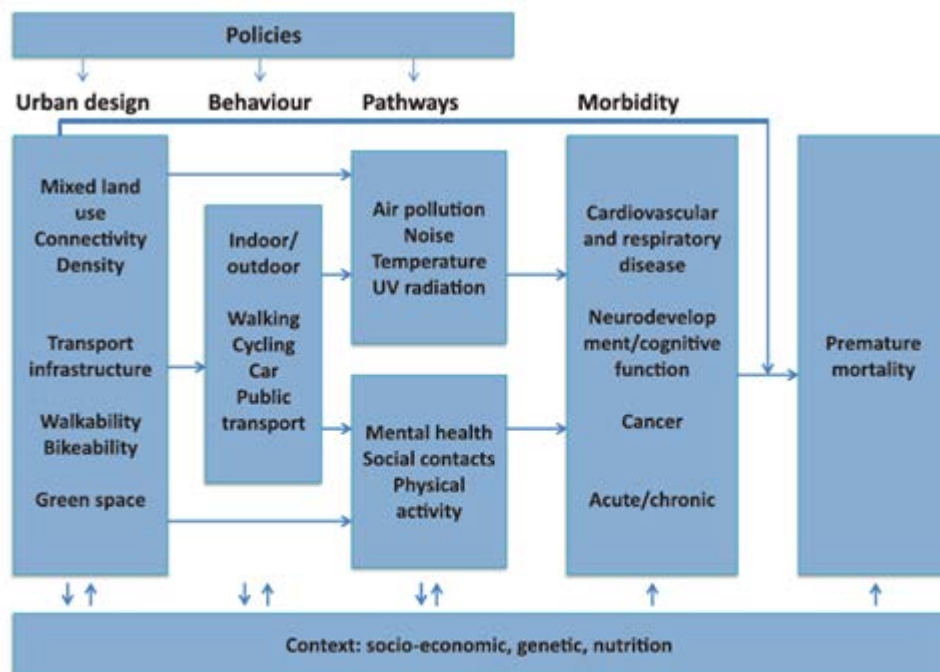 Policies
Urban design
Behaviour
Pathways
Morbidity
Mixed land
use
Connectivity
Density
Transport
infrastructure
Walkability
Bikeability
Green space
Indoor/
outdoor
Walking
Cycling
Car
Public
transport
Air pollution
Noise
Temperature
UV radiation
Mental health
Social contacts
Physical
activity
Cardiovascular
and respiratory
disease
Neurodevelop
ment/cognitive
function
Cancer
Acute/chronic
Premature
mortality
Context: socio-economic, genetic, nutrition